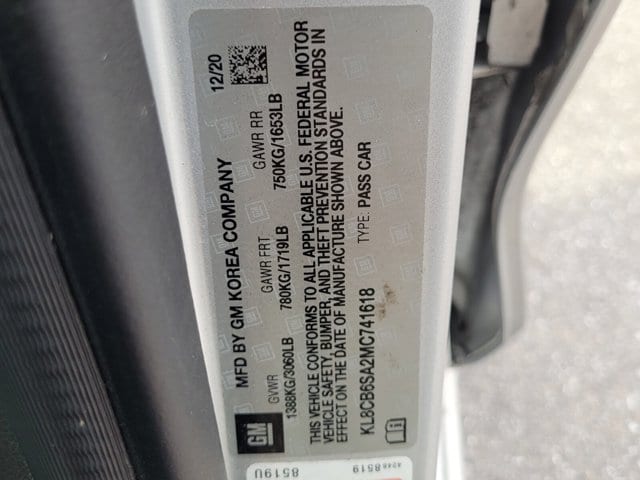 MFD BY GM KOREA COMPANY 12/20
GVWR GAWR FRT GAWR RR
1388KG/3060LB 780KG/1719LB 750KG/1653LB
THIS VEHICLE CONFORMS TO ALL APPLICABLE U.S. FEDERAL MOTOR
VEHICLE SAFETY, BUMPER, AND THEFT PREVENTION STANDARDS IN
EFFECT ON THE DATE OF MANUFACTURE SHOWN ABOVE.
KL8CB6SA2MC741618 TYPE: PASS CAR
GM
8519U
8519